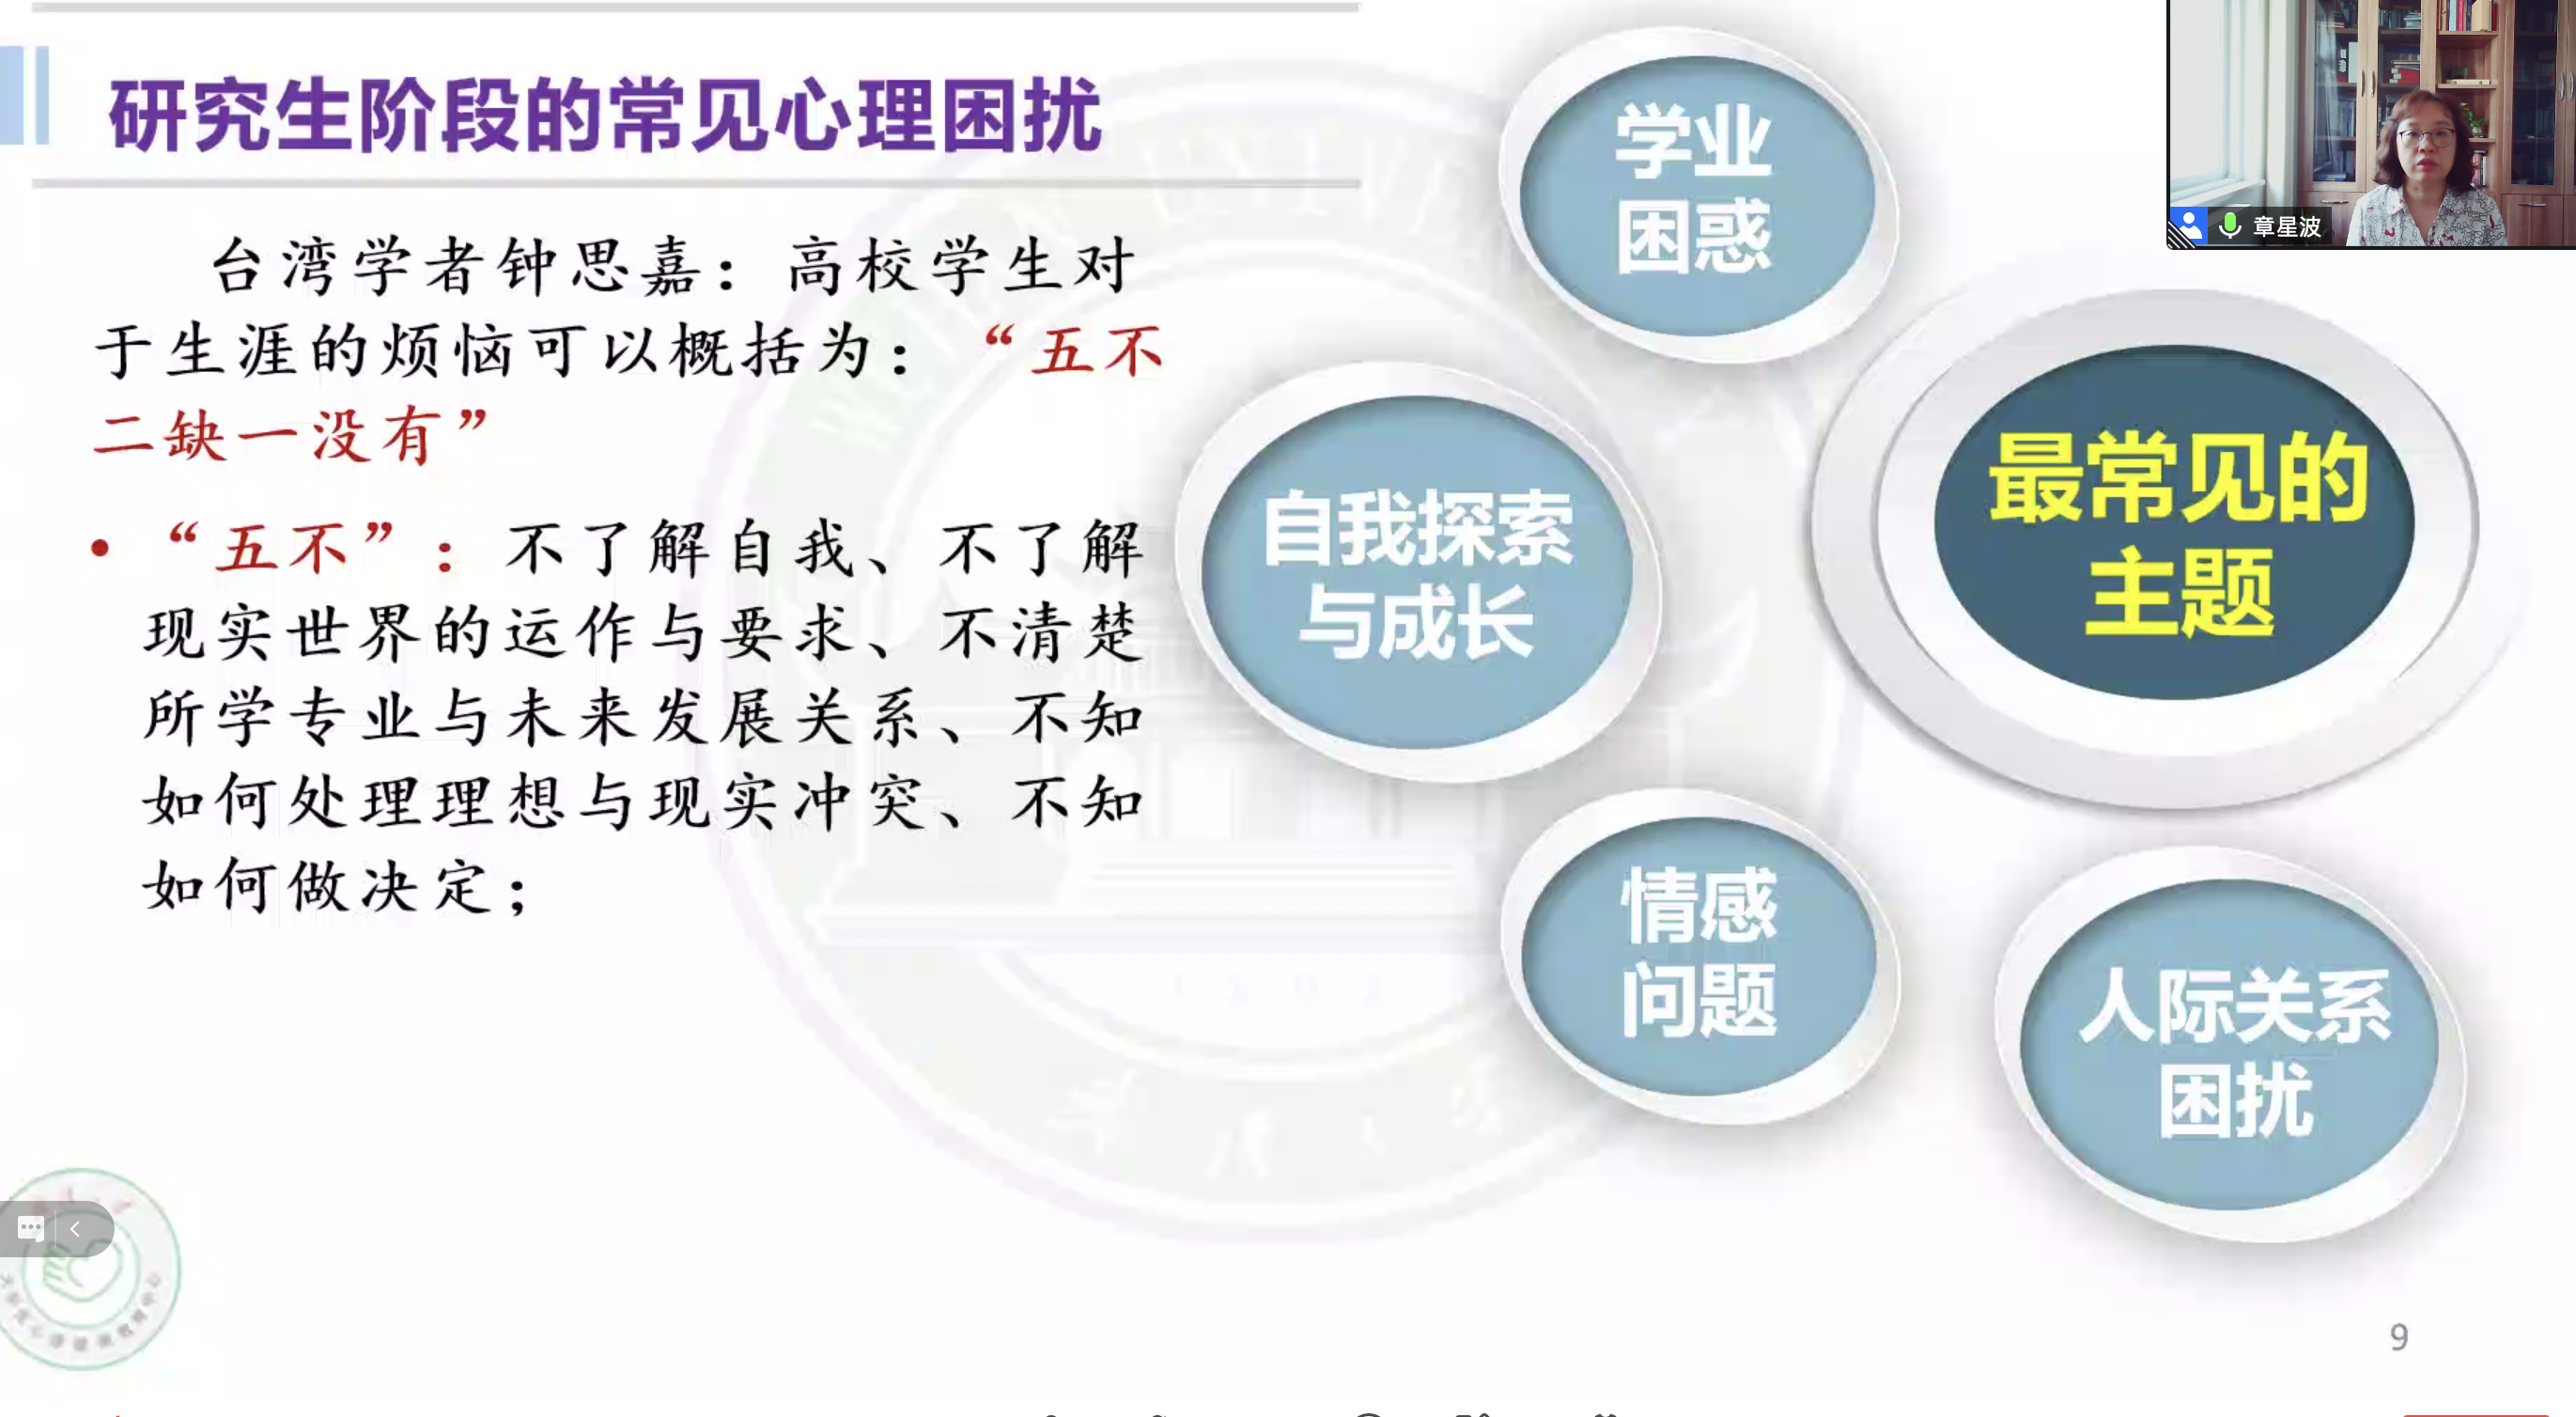 研究生阶段的常见心理困扰
台湾学者钟思嘉：高校学生对
于生涯的烦恼可以概括为：“五不
二缺一没有”
• “五不”：不了解自我、不了解
现实世界的运作与要求、不清楚
所学专业与未来发展关系、不知
如何处理理想与现实冲突、不知
如何做决定；
学业
困惑
自我探索
与成长
最常见的
主题
情感
问题
人际关系
困扰
章星波
9